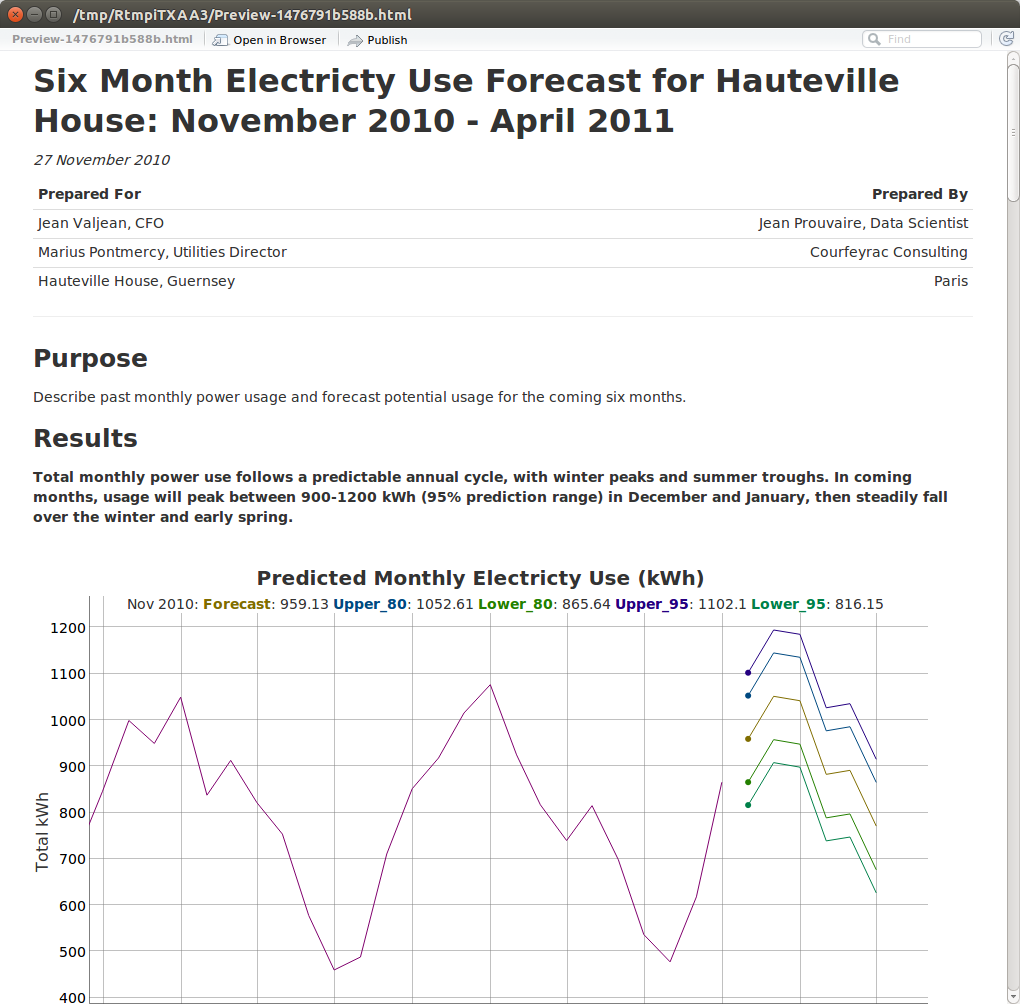 /tmp/RtmpiTXAA3/Preview-1476791b588b.html
Preview-1476791b588b.html Open in Browser Publish Find
Six Month Electricty Use Forecast for Hauteville
House: November 2010 - April 2011
27 November 2010
Prepared For Prepared By
Jean Valjean, CFO Jean Prouvaire, Data Scientist
Marius Pontmercy, Utilities Director Courfeyrac Consulting
Hauteville House, Guernsey Paris
Purpose
Describe past monthly power usage and forecast potential usage for the coming six months.
Results
Total monthly power use follows a predictable annual cycle, with winter peaks and summer troughs. In coming
months, usage will peak between 900-1200 kWh (95% prediction range) in December and January, then steadily fall
over the winter and early spring.
Predicted Monthly Electricty Use (kWh)
Nov 2010: Forecast: 959.13 Upper_80: 1052.61 Lower_80: 865.64 Upper_95: 1102.1 Lower_95: 816.15
1200
1100
1000
900
800
700
600
500
400
Total kWh